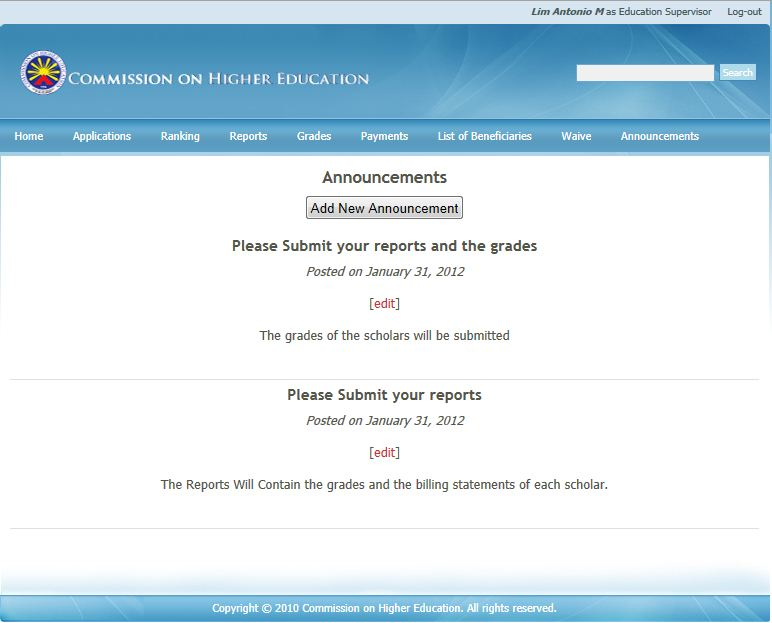 Lim Antonio M as Education Supervisor Log-out
COMMISSION ON HIGHER EDUCATION
Search
Home Applications Ranking Reports Grades Payments List of Beneficiaries Waive Announcements
Announcements
Add New Announcement
Please Submit your reports and the grades
Posted on January 31, 2012
[edit]
The grades of the scholars will be submitted
Please Submit your reports
Posted on January 31, 2012
[edit]
The Reports Will Contain the grades and the billing statements of each scholar.
Copyright © 2010 Commission on Higher Education. All rights reserved.